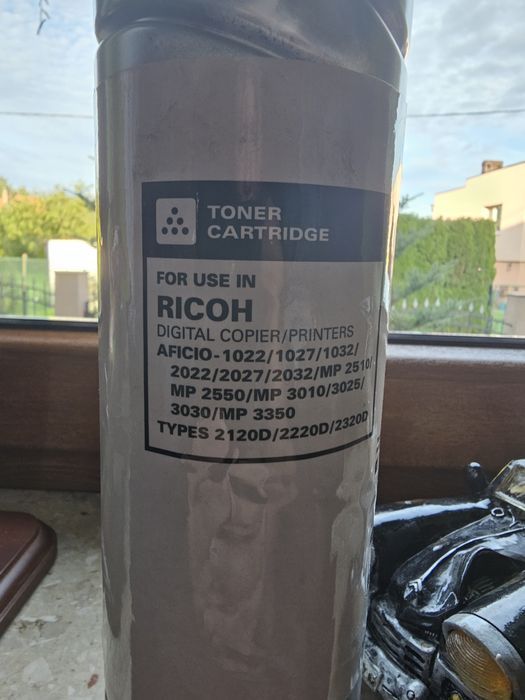 TONER
CARTRIDGE
FOR USE IN
RICOH
DIGITAL COPIER/PRINTERS
AFICIO-1022/1027/1032/
2022/2027/2032/MP 2510/
MP 2550/MP 3010/3025/
3030/MP 3350
TYPES 2120D/2220D/2320D